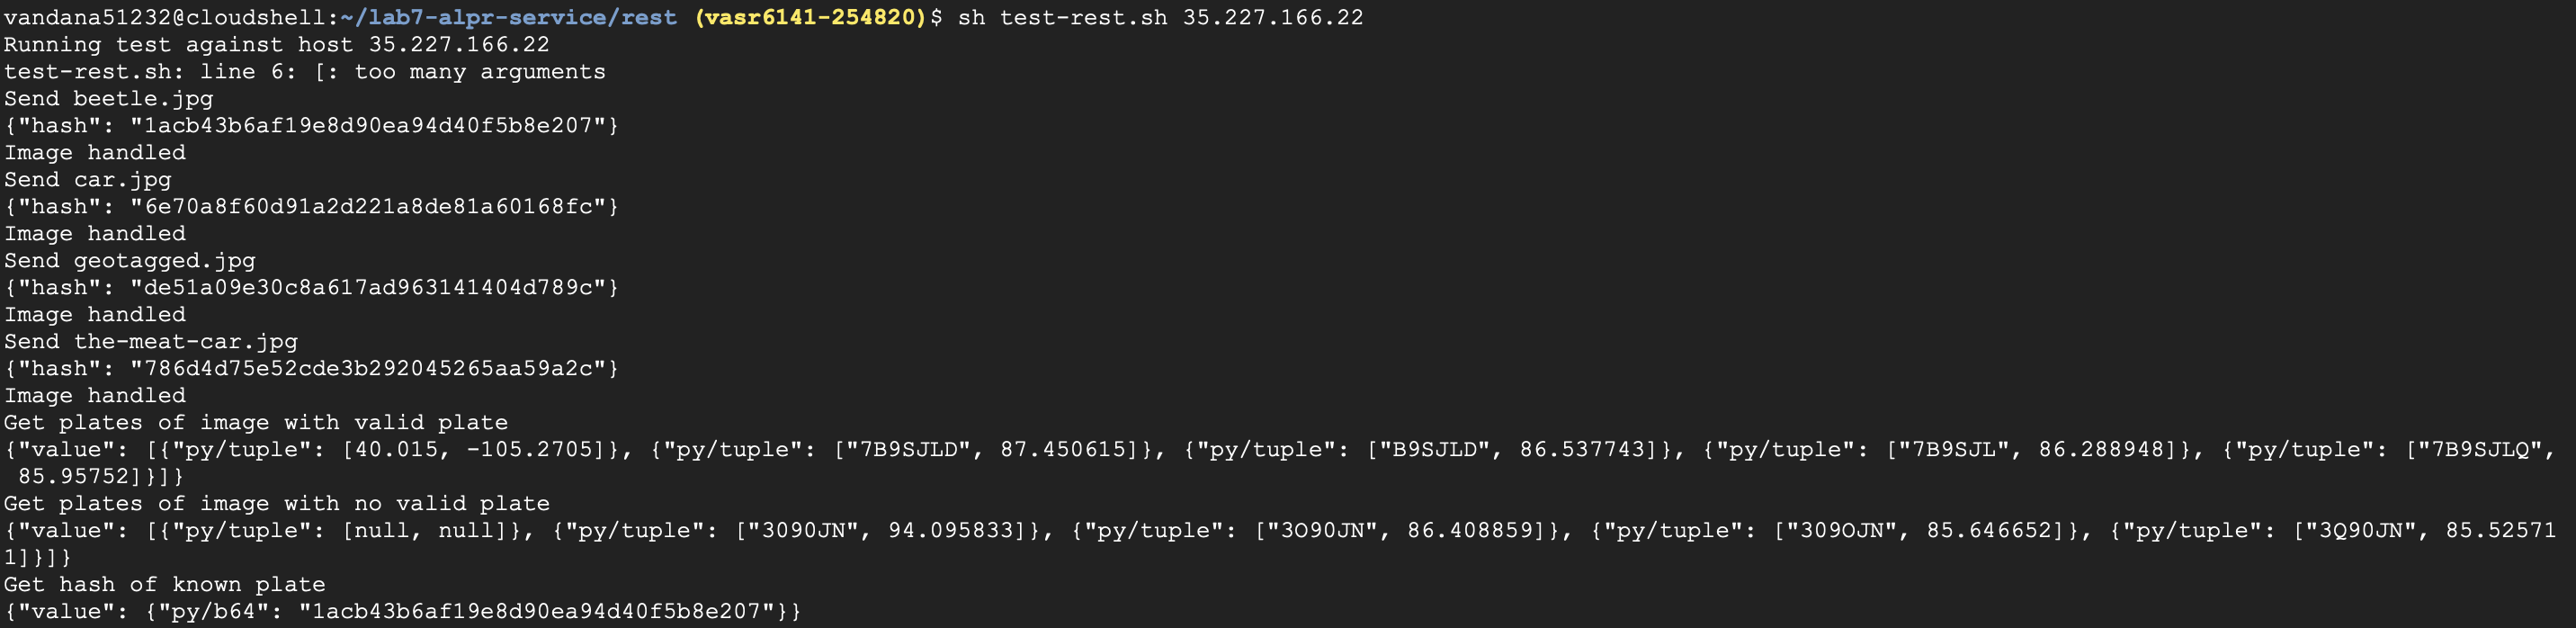 vandana51232@cloudshell:~/lab7-alpr-service/rest (vasr6141-254820)$ sh test-rest.sh 35.227.166.22
Running test against host 35.227.166.22
test-rest.sh: line 6: [: too many arguments
Send beetle.jpg
{"hash": "1acb43b6af19e8d90ea94d40f5b8e207"}
Image handled
Send car.jpg
{"hash": "6e70a8f60d91a2d221a8de81a60168fc"}
Image handled
Send geotagged.jpg
{"hash": "de51a09e30c8a617ad963141404d789c"}
Image handled
Send the-meat-car.jpg
{"hash": "786d4d75e52cde3b292045265aa59a2c"}
Image handled
Get plates of image with valid plate
{"value": [{"py/tuple": [40.015, -105.2705]}, {"py/tuple": ["7B9SJLD", 87.450615]}, {"py/tuple": ["B9SJLD", 86.537743]}, {"py/tuple": ["7B9SJL", 86.288948]}, {"py/tuple": ["7B9SJLQ",
 85.95752]}]}
Get plates of image with no valid plate
{"value": [{"py/tuple": [null, null]}, {"py/tuple": ["3090JN", 94.095833]}, {"py/tuple": ["3O90JN", 86.408859]}, {"py/tuple": ["309OJN", 85.646652]}, {"py/tuple": ["3Q90JN", 85.52571
1]}]}
Get hash of known plate
{"value": {"py/b64": "1acb43b6af19e8d90ea94d40f5b8e207"}}